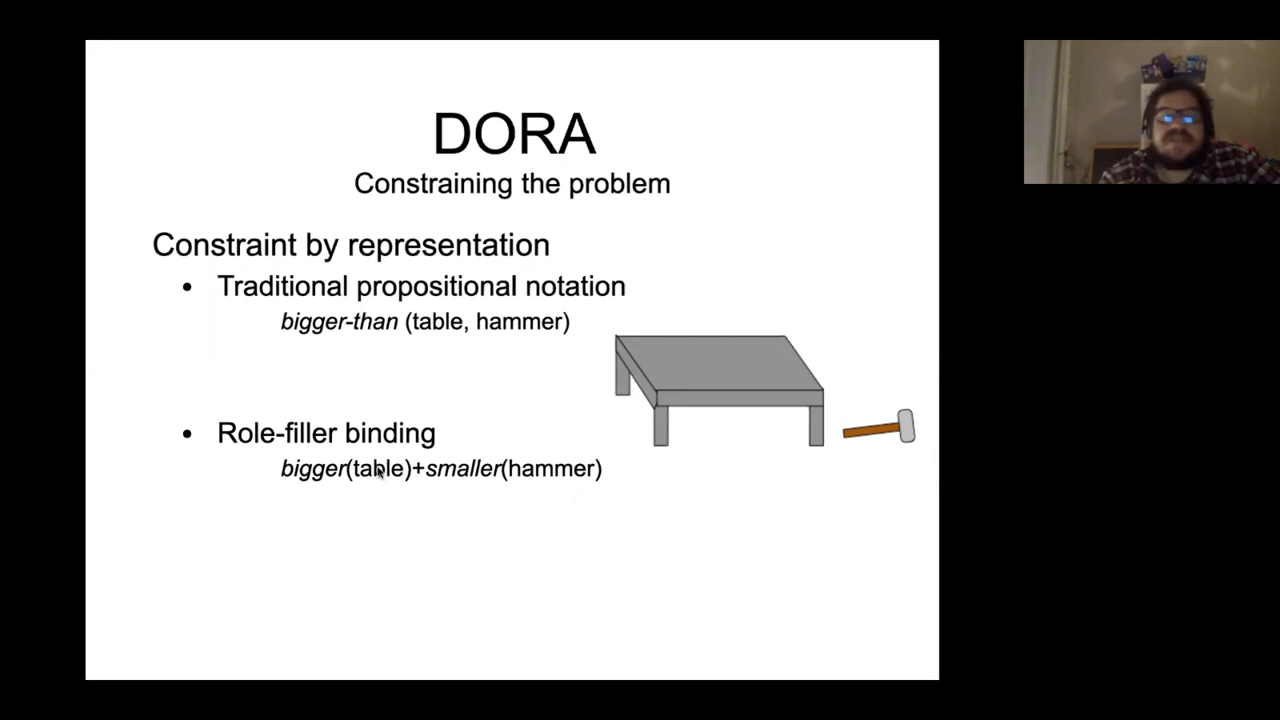 DORA
Constraining the problem
Constraint by representation
• Traditional propositional notation
bigger-than (table, hammer)
• Role-filler binding
bigger(table)+smaller(hammer)